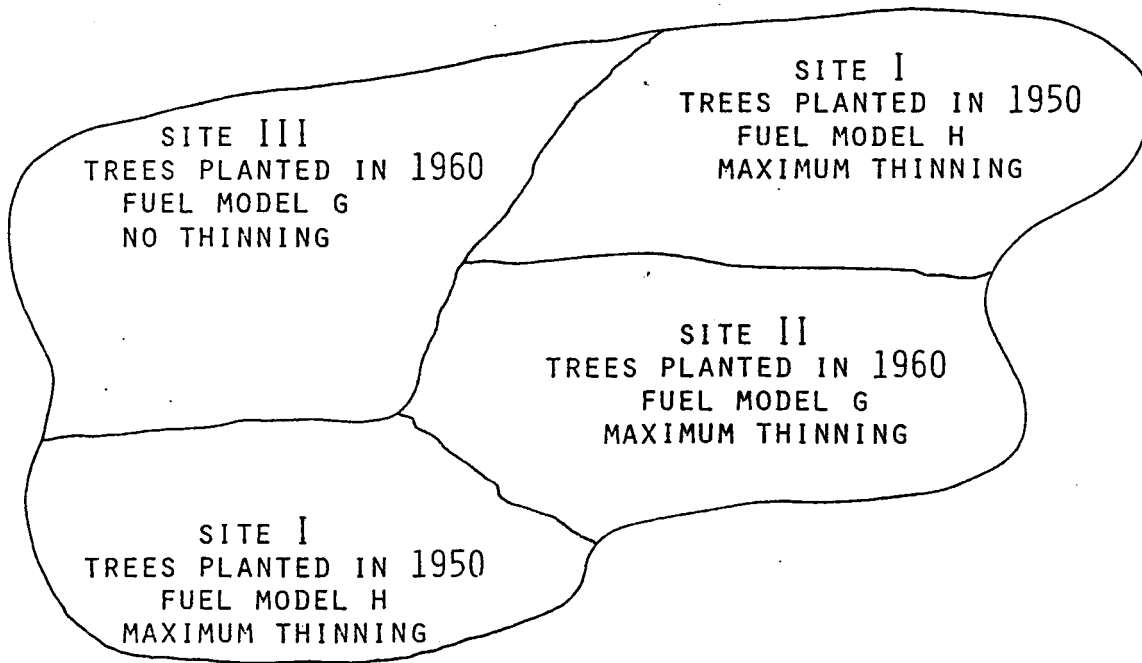 SITE III
TREES PLANTED IN 1960
FUEL MODEL G
NO THINNING
SITE I
TREES PLANTED IN 1950
FUEL MODEL H
MAXIMUM THINNING
SITE II
TREES PLANTED IN 1960
FUEL MODEL G
MAXIMUM THINNING
SITE I
TREES PLANTED IN 1950
FUEL MODEL H
MAXIMUM THINNING